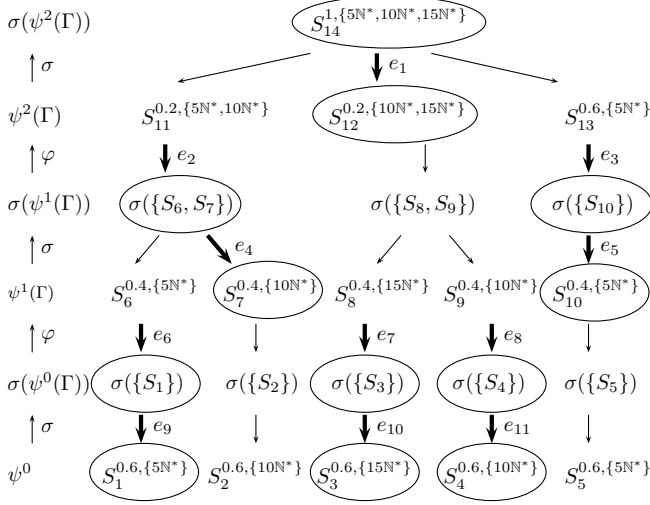 σ(ψ²(Γ)) S₁₄^{1,{5ℕ*,10ℕ*,15ℕ*}}
↑ σ e₁
ψ²(Γ) S₁₁^{0.2,{5ℕ*,10ℕ*}} S₁₂^{0.2,{10ℕ*,15ℕ*}} S₁₃^{0.6,{5ℕ*}}
↑ φ e₂ e₃
σ(ψ¹(Γ)) σ({S₆, S₇}) σ({S₈, S₉}) σ({S₁₀})
↑ σ e₄ e₅
ψ¹(Γ) S₆^{0.4,{5ℕ*}} S₇^{0.4,{10ℕ*}} S₈^{0.4,{15ℕ*}} S₉^{0.4,{10ℕ*}} S₁₀^{0.4,{5ℕ*}}
↑ φ e₆ e₇ e₈
σ(ψ⁰(Γ)) σ({S₁}) σ({S₂}) σ({S₃}) σ({S₄}) σ({S₅})
↑ σ e₉ e₁₀ e₁₁
ψ⁰ S₁^{0.6,{5ℕ*}} S₂^{0.6,{10ℕ*}} S₃^{0.6,{15ℕ*}} S₄^{0.6,{10ℕ*}} S₅^{0.6,{5ℕ*}}